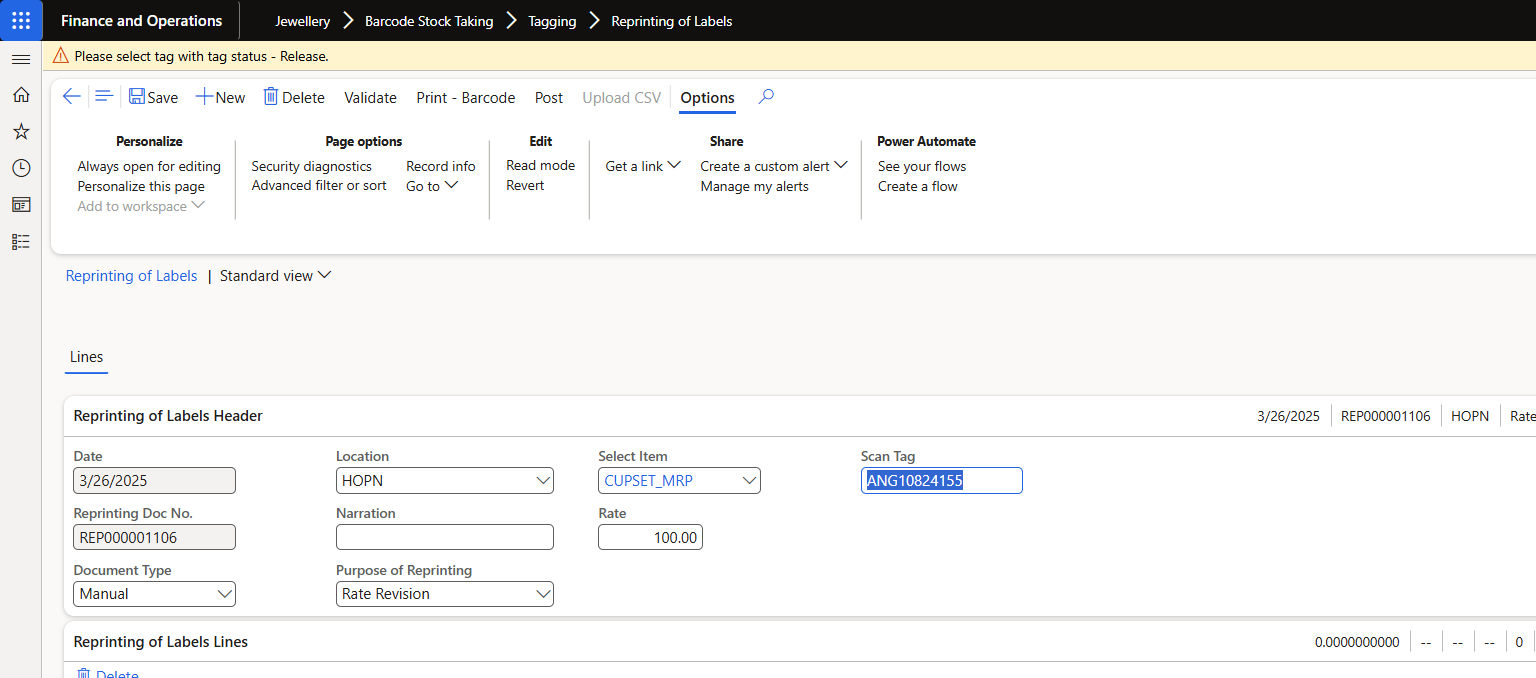 Finance and Operations
Jewellery > Barcode Stock Taking > Tagging > Reprinting of Labels
Please select tag with tag status - Release.
Save New Delete Validate Print - Barcode Post Upload CSV Options
Personalize
Always open for editing
Personalize this page
Add to workspace
Page options
Security diagnostics
Advanced filter or sort
Record info
Go to
Edit
Read mode
Revert
Share
Get a link
Create a custom alert
Manage my alerts
Power Automate
See your flows
Create a flow
Reprinting of Labels | Standard view
Lines
Reprinting of Labels Header 3/26/2025 REP000001106 HOPN Rate
Date
3/26/2025
Reprinting Doc No.
REP000001106
Document Type
Manual
Location
HOPN
Narration
Purpose of Reprinting
Rate Revision
Select Item
CUPSET_MRP
Rate
100.00
Scan Tag
ANG10824155
Reprinting of Labels Lines 0.0000000000 -- -- -- 0
Delete